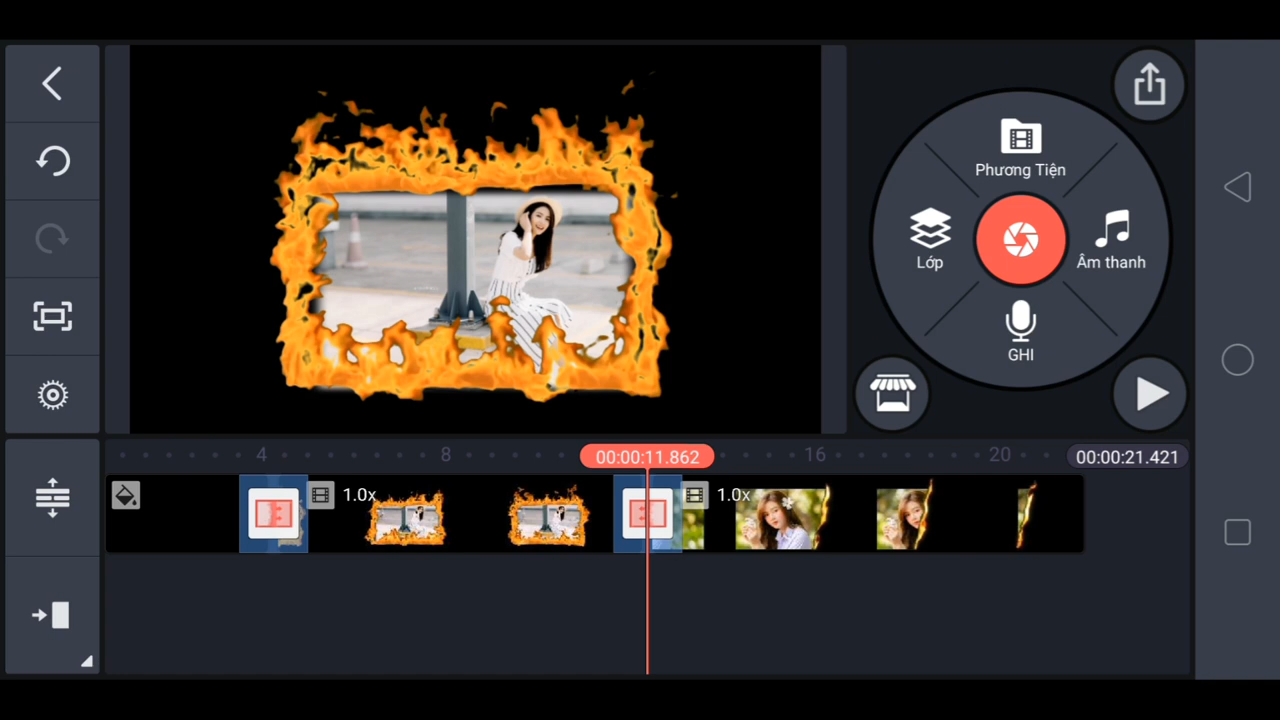 Phương Tiện
Lớp
Âm thanh
GHI
4
8
00:00:11.862
16
20
00:00:21.421
1.0x
1.0x